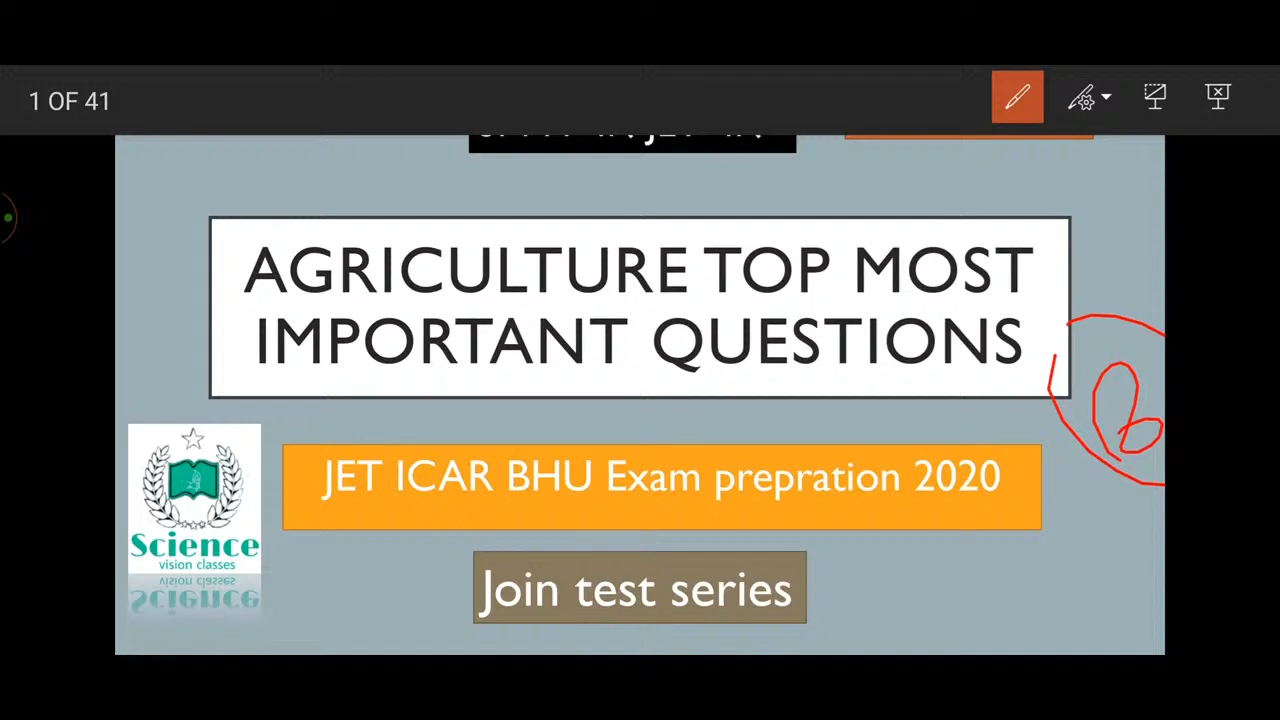 1 OF 41
AGRICULTURE TOP MOST
IMPORTANT QUESTIONS
JET ICAR BHU Exam prepration 2020
Science
vision classes
Join test series